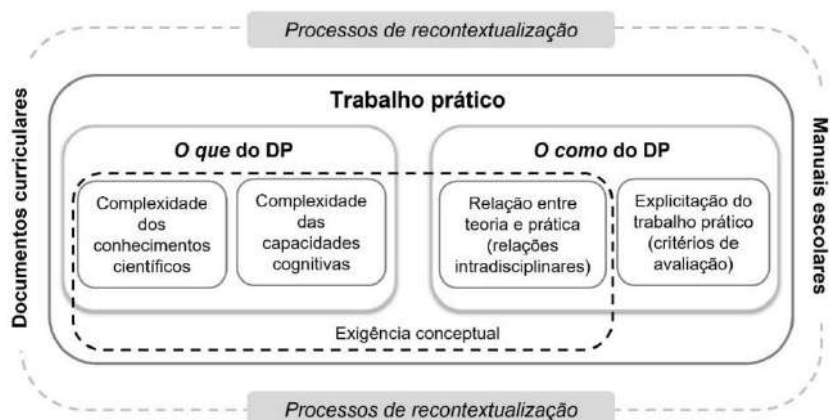 Processos de recontextualização
Documentos curriculares
Trabalho prático
O que do DP
Complexidade
dos
conhecimentos
científicos
Complexidade
das
capacidades
cognitivas
O como do DP
Relação entre
teoria e prática
(relações
intradisciplinares)
Explicitação do
trabalho prático
(critérios de
avaliação)
Exigência conceptual
Manuais escolares
Processos de recontextualização